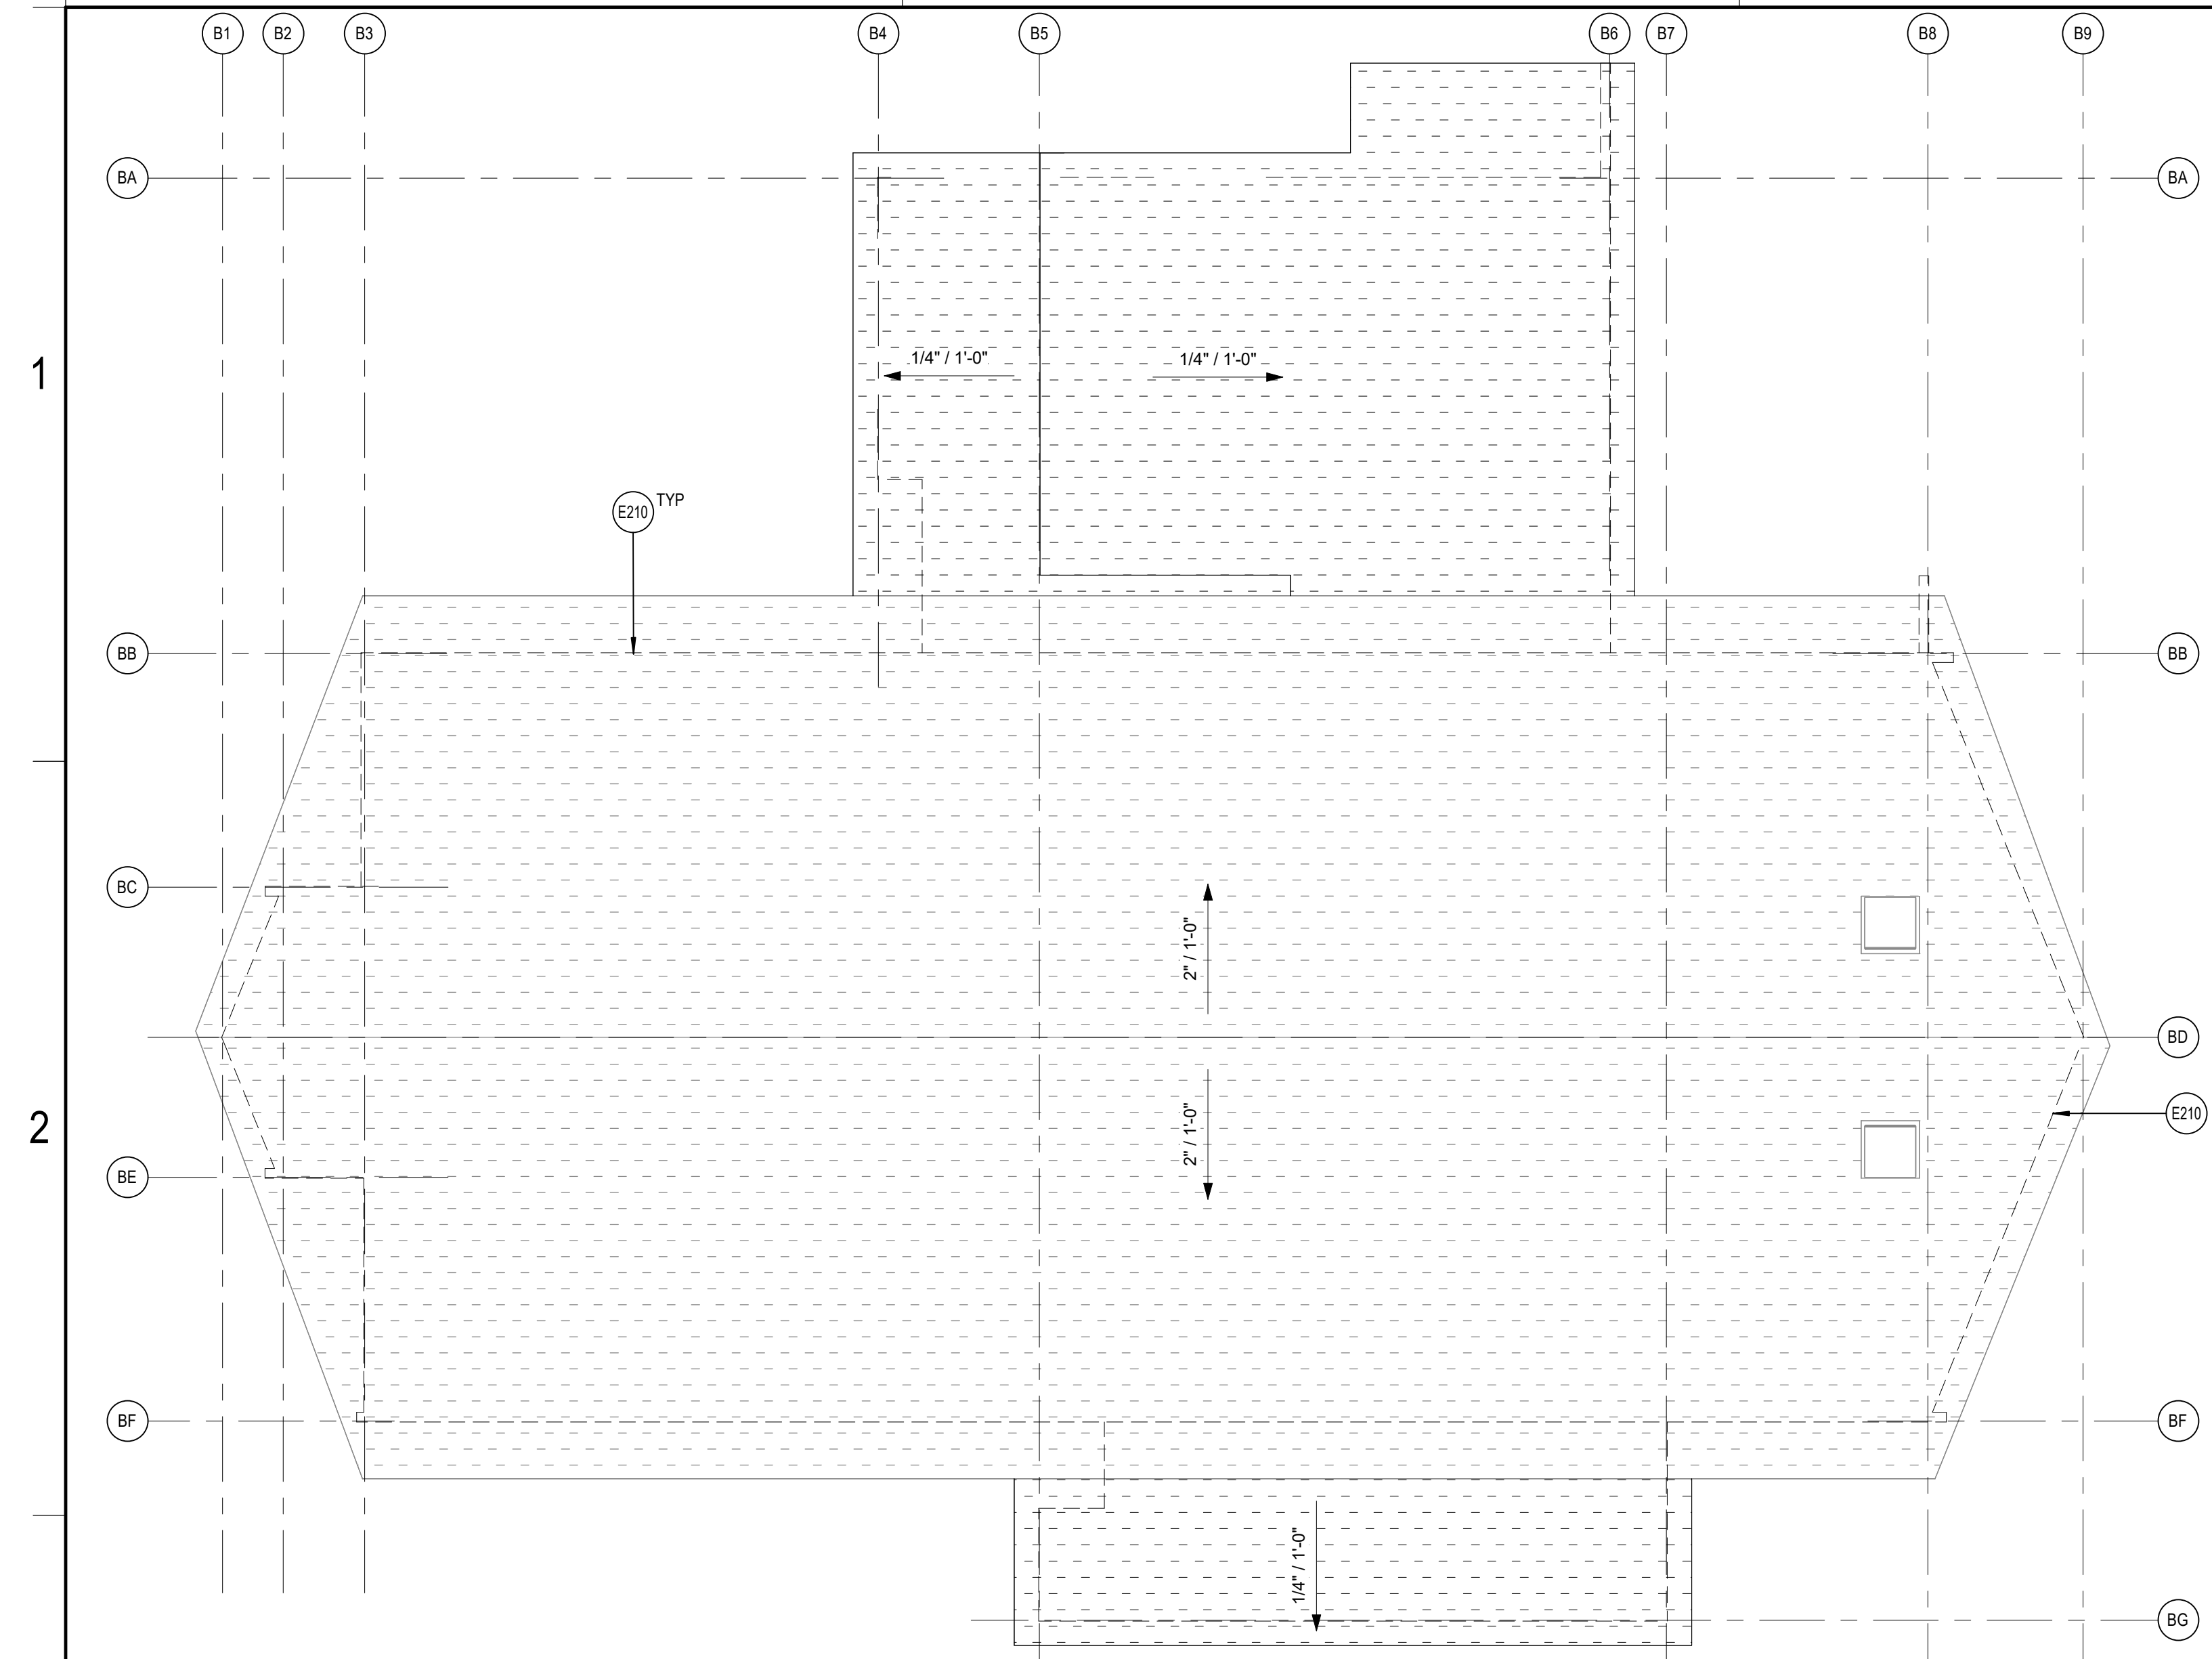 B1 B2 B3 B4 B5 B6 B7 B8 B9
BA BA
1
1/4" / 1'-0" 1/4" / 1'-0"
E210 TYP
BB BB
BC
2" / 1'-0"
BD
2
2" / 1'-0"
E210
BE
BF BF
1/4" / 1'-0"
BG